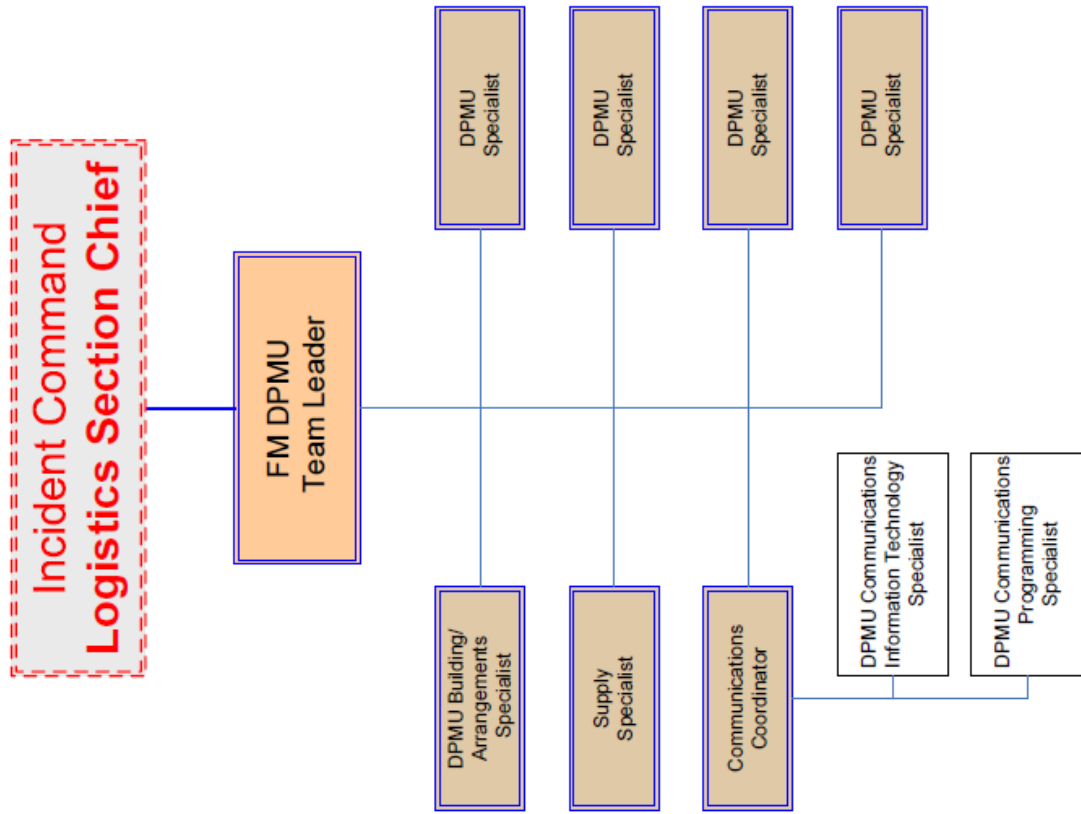 Incident Command
Logistics Section Chief
FM DPMU
Team Leader
DPMU Building/
Arrangements
Specialist
DPMU
Specialist
Supply
Specialist
DPMU
Specialist
Communications
Coordinator
DPMU
Specialist
DPMU Communications
Information Technology
Specialist
DPMU
Specialist
DPMU Communications
Programming
Specialist